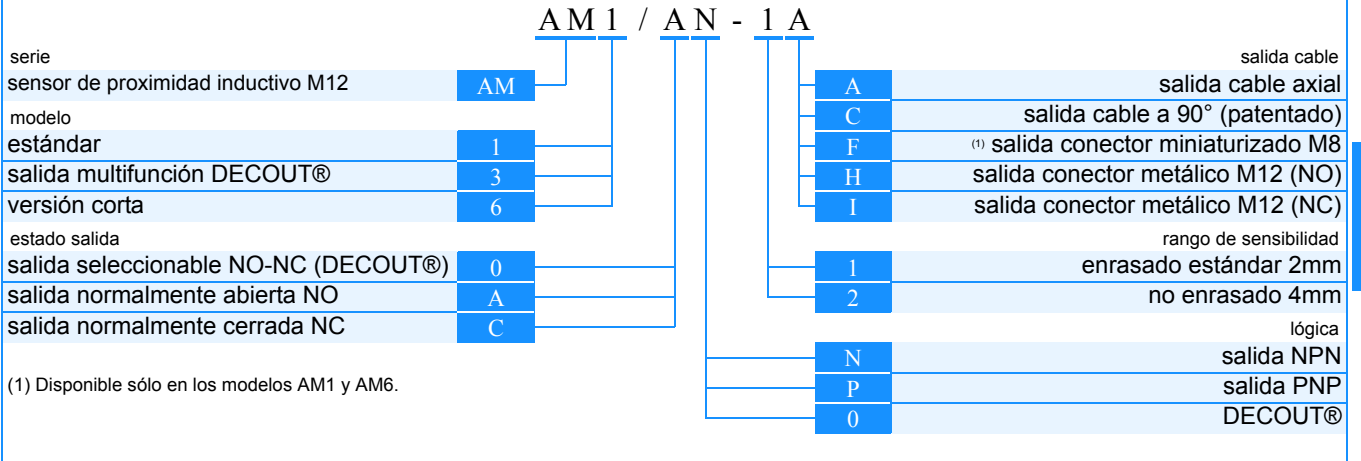 AM1 / AN - 1A
serie
sensor de proximidad inductivo M12 AM
modelo
estándar 1
salida multifunción DECOUT® 3
versión corta 6
estado salida
salida seleccionable NO-NC (DECOUT®) 0
salida normalmente abierta NO A
salida normalmente cerrada NC C
(1) Disponible sólo en los modelos AM1 y AM6.
salida cable
A salida cable axial
C salida cable a 90° (patentado)
F (1) salida conector miniaturizado M8
H salida conector metálico M12 (NO)
I salida conector metálico M12 (NC)
rango de sensibilidad
1 enrasado estándar 2mm
2 no enrasado 4mm
lógica
N salida NPN
P salida PNP
0 DECOUT®